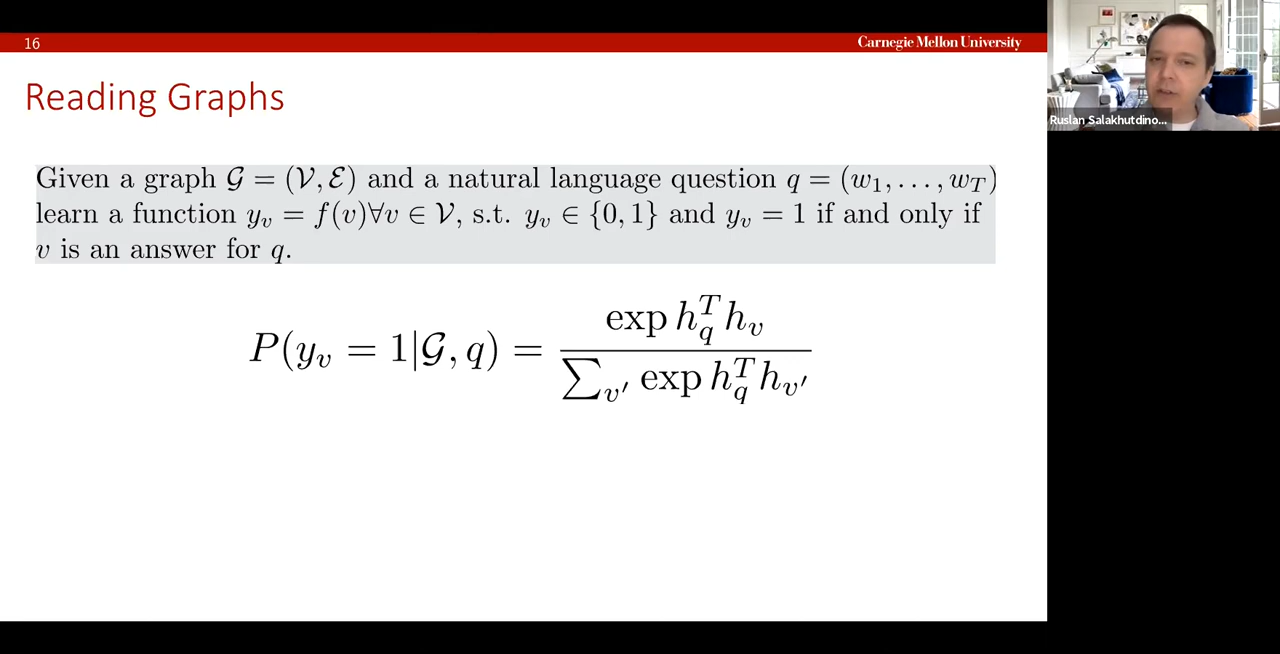 16
Carnegie Mellon University
Reading Graphs
Given a graph 𝒢 = (𝒱, ℰ) and a natural language question q = (w₁, . . . , w_T)
learn a function y_v = f(v)∀v ∈ 𝒱, s.t. y_v ∈ {0, 1} and y_v = 1 if and only if
v is an answer for q.
P(y_v = 1|𝒢, q) = \frac{exp h_q^T h_v}{∑_{v'} exp h_q^T h_{v'}}
Ruslan Salakhutdino...